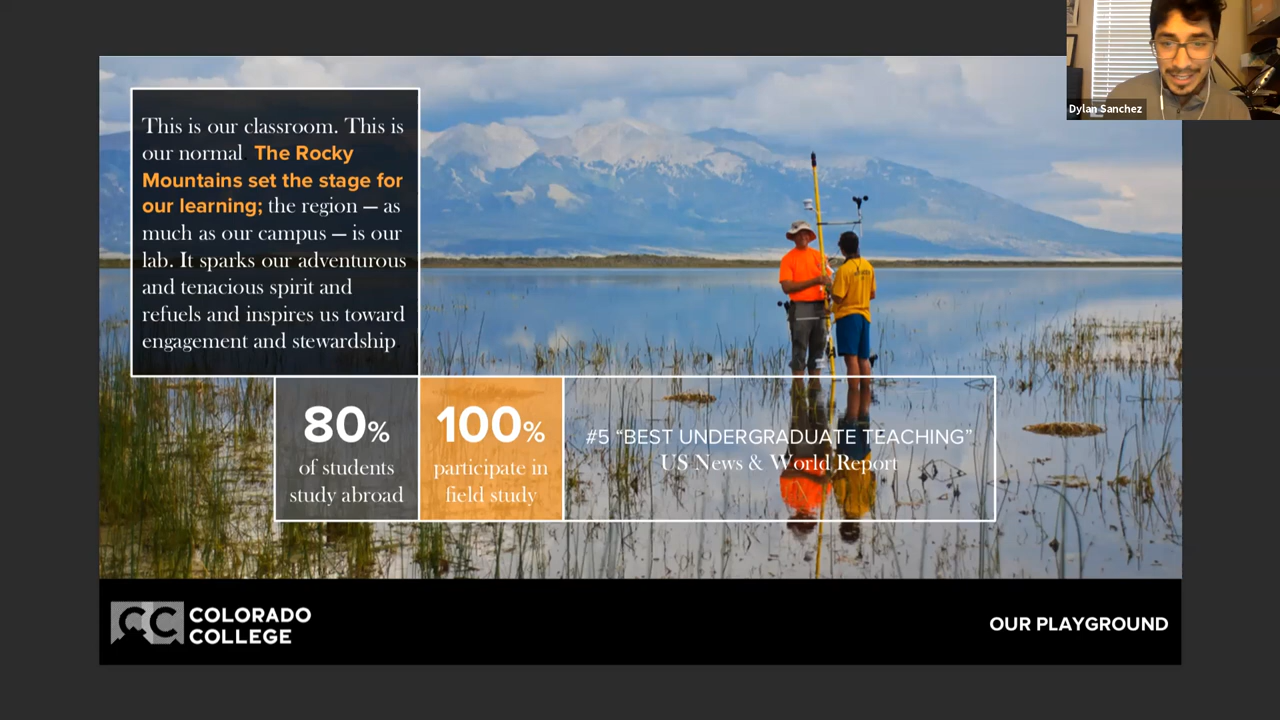 Dylan Sanchez
This is our classroom. This is
our normal. The Rocky
Mountains set the stage for
our learning; the region — as
much as our campus — is our
lab. It sparks our adventurous
and tenacious spirit and
refuels and inspires us toward
engagement and stewardship.
80%
of students
study abroad
100%
participate in
field study
#5 “BEST UNDERGRADUATE TEACHING”
US News & World Report
CC
COLORADO
COLLEGE
OUR PLAYGROUND